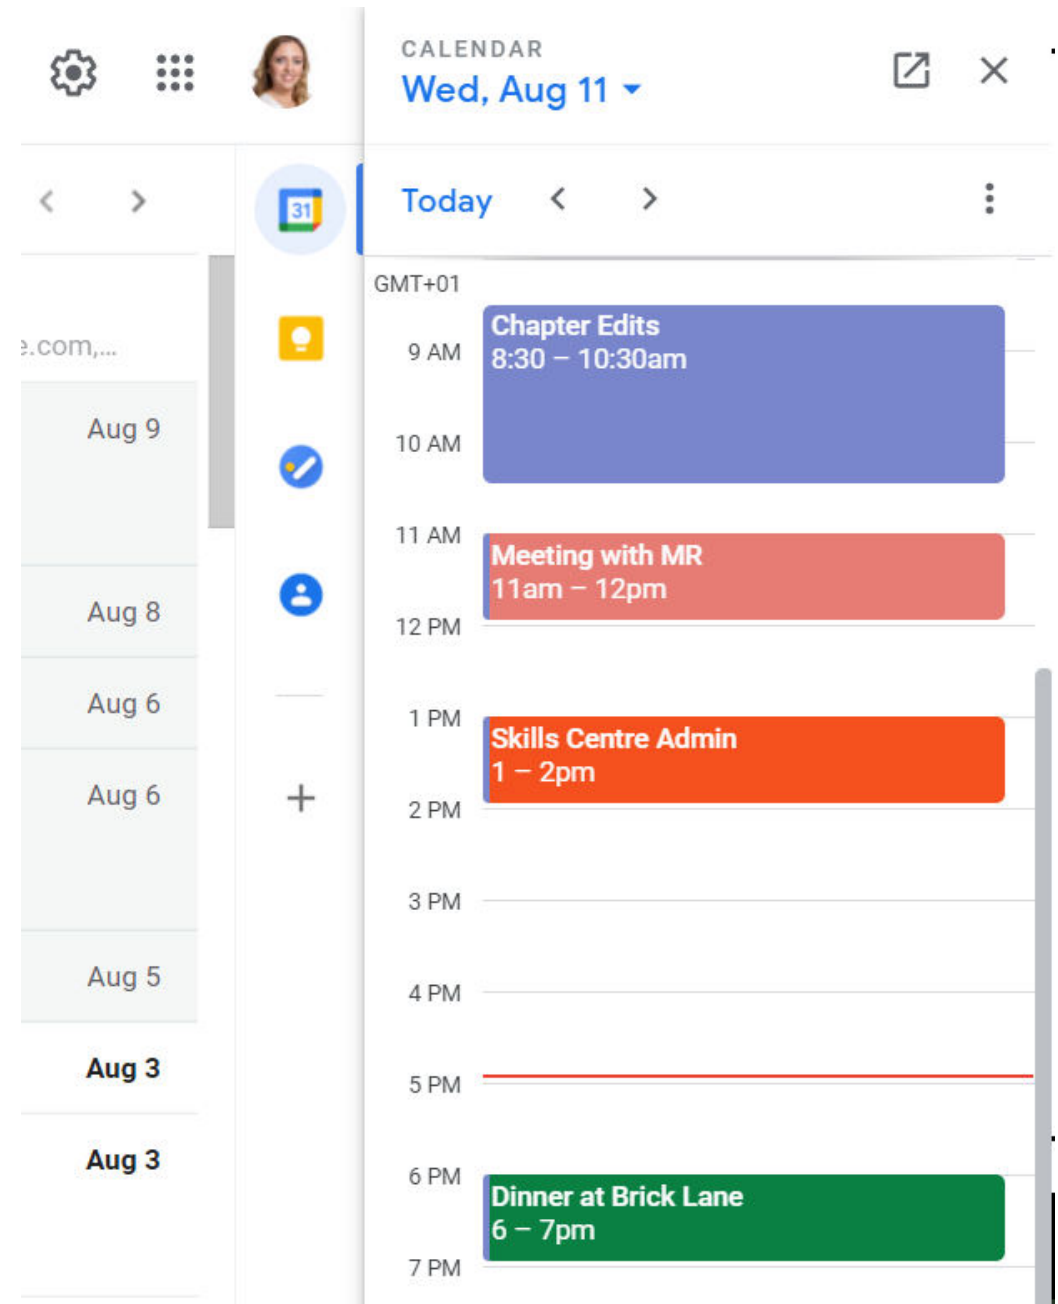 CALENDAR
Wed, Aug 11
31
Today
GMT+01
e.com,...
Aug 9
Aug 8
Aug 6
Aug 6
Aug 5
Aug 3
Aug 3
Chapter Edits
8:30 – 10:30am
9 AM
10 AM
11 AM
Meeting with MR
11am – 12pm
12 PM
1 PM
Skills Centre Admin
1 – 2pm
2 PM
3 PM
4 PM
5 PM
6 PM
Dinner at Brick Lane
6 – 7pm
7 PM